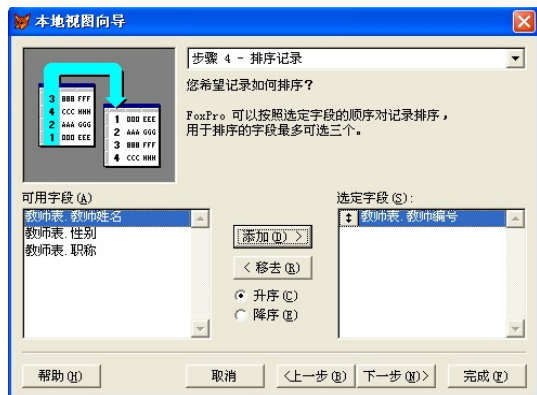 本地视图向导
步骤 4 - 排序记录
您希望记录如何排序?
FoxPro 可以按照选定字段的顺序对记录排序，
用于排序的字段最多可选三个。
3 BBB FFF
4 CCC HHH
2 AAA GGG
1 DDD EEE
1 DDD EEE
2 AAA GGG
3 BBB FFF
4 CCC HHH
可用字段(A)
教师表.教师姓名
教师表.性别
教师表.职称
添加(D) >
< 移去(R)
升序(C)
降序(E)
选定字段(S):
教师表.教师编号
帮助(H)
取消
<上一步(B)
下一步(N)>
完成(F)